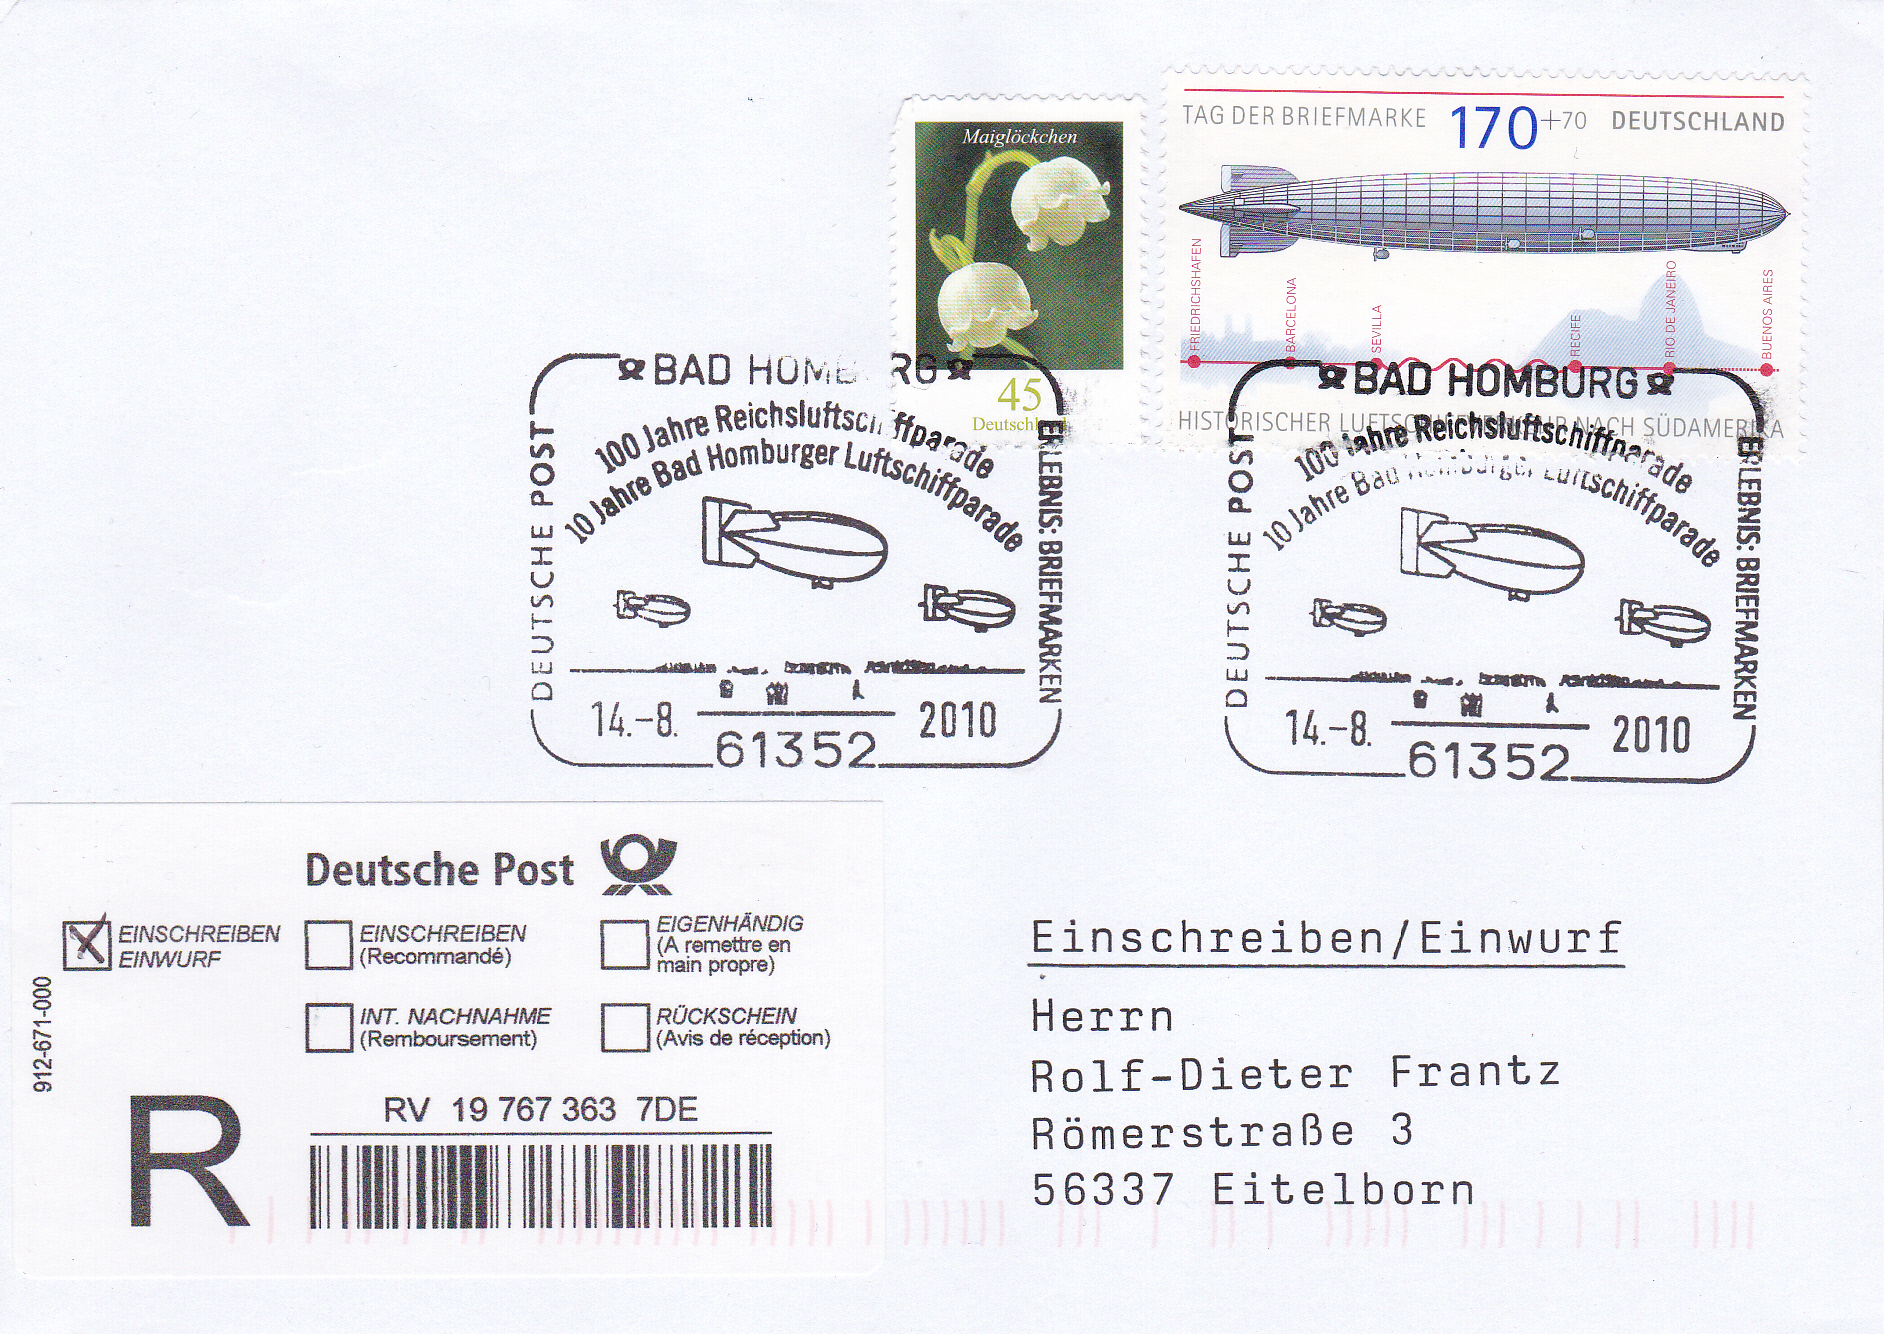 Maiglöckchen
45
Deutschl
TAG DER BRIEFMARKE 170+70 DEUTSCHLAND
FRIEDRICHSHAFEN
BARCELONA
SEVILLA
RECIFE
RIO DE JANEIRO
BUENOS AIRES
HISTORISCHER LUFTSCHIFFVERKEHR NACH SÜDAMERIKA
BAD HOMBURG
100 Jahre Reichsluftschiffparade
10 Jahre Bad Homburger Luftschiffparade
DEUTSCHE POST
ERLEBNIS: BRIEFMARKEN
14.-8. 2010
61352
BAD HOMBURG
100 Jahre Reichsluftschiffparade
10 Jahre Bad Homburger Luftschiffparade
DEUTSCHE POST
ERLEBNIS: BRIEFMARKEN
14.-8. 2010
61352
Deutsche Post
EINSCHREIBEN
EINWURF
EINSCHREIBEN
(Recommandé)
EIGENHÄNDIG
(A remettre en
main propre)
INT. NACHNAHME
(Remboursement)
RÜCKSCHEIN
(Avis de réception)
912-671-000
R
RV 19 767 363 7DE
Einschreiben/Einwurf
Herrn
Rolf-Dieter Frantz
Römerstraße 3
56337 Eitelborn